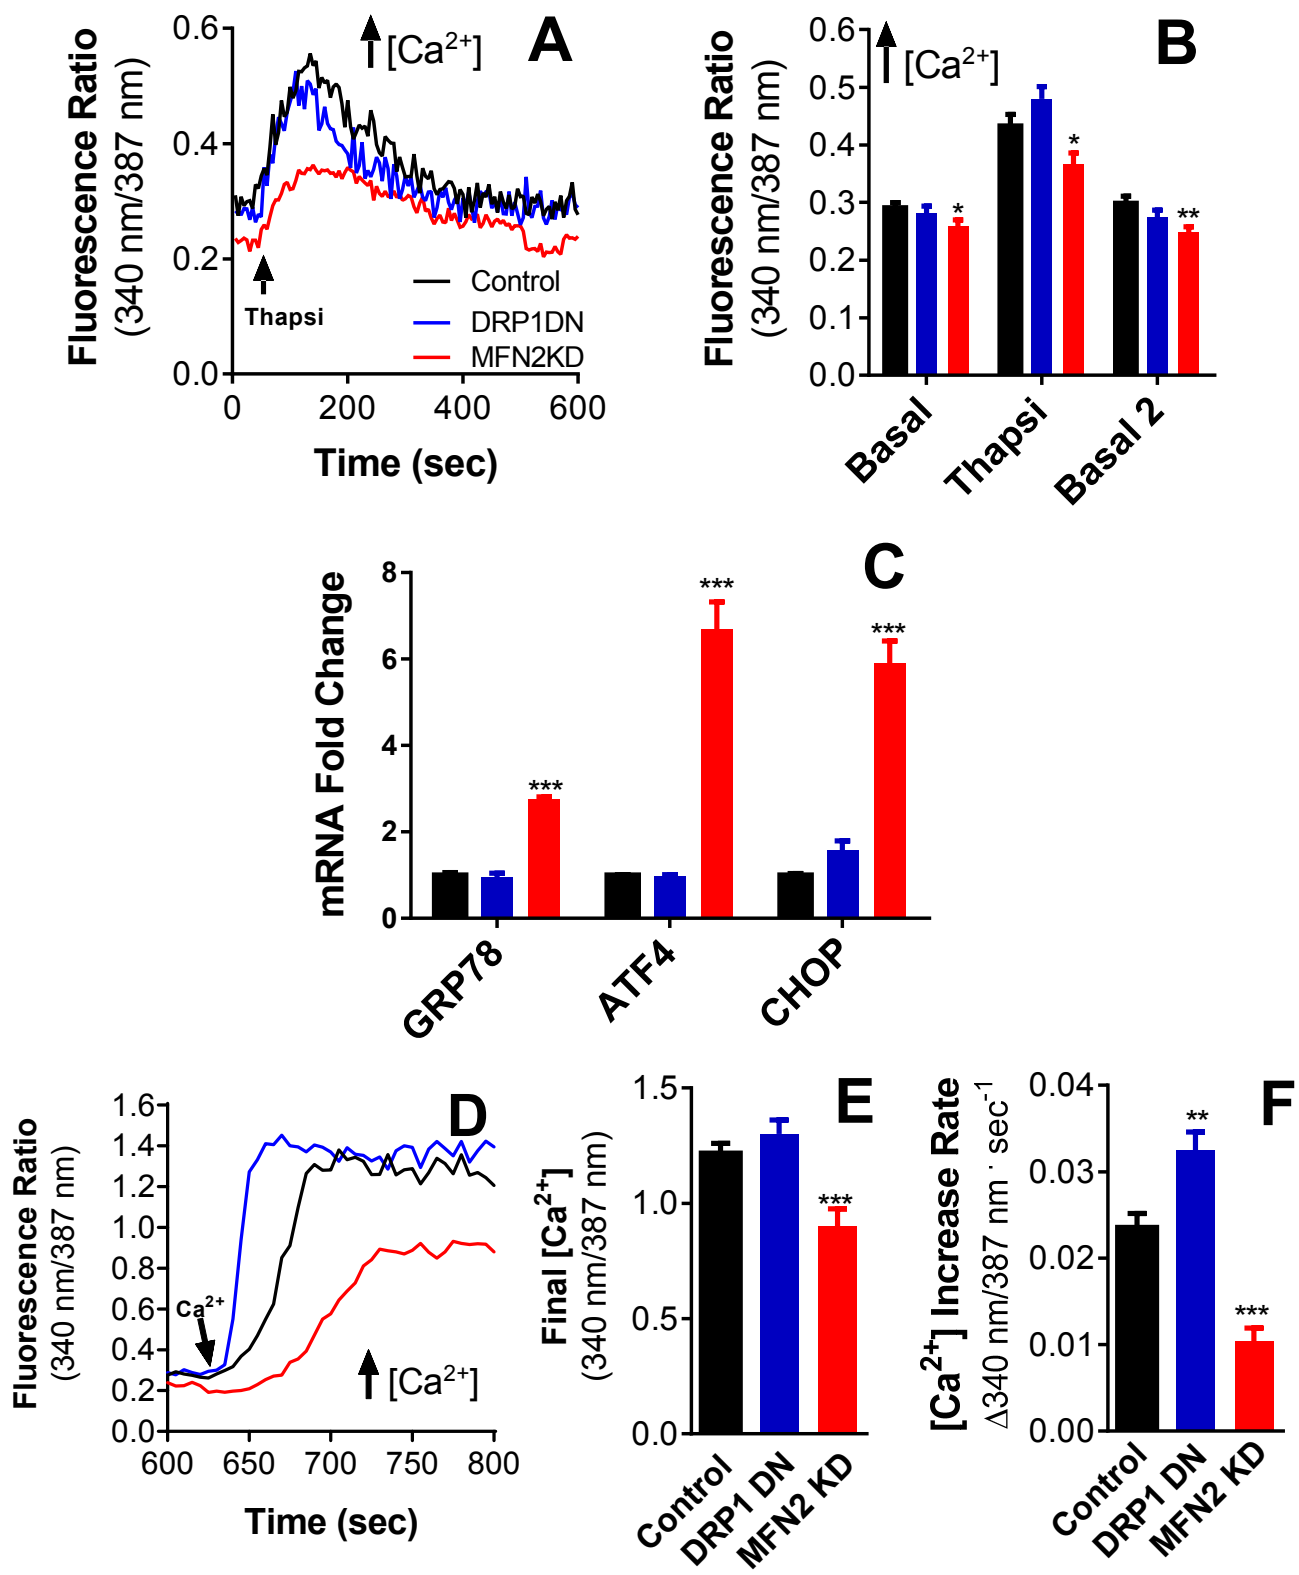 A
Fluorescence Ratio
(340 nm/387 nm)
0.6
0.4
0.2
0.0
[Ca²⁺]
Thapsi
Control
DRP1DN
MFN2KD
0 200 400 600
Time (sec)
B
Fluorescence Ratio
(340 nm/387 nm)
0.6
0.5
0.4
0.3
0.2
0.1
0.0
[Ca²⁺]
*
*
**
Basal
Thapsi
Basal 2
C
mRNA Fold Change
8
6
4
2
0
***
***
***
GRP78
ATF4
CHOP
D
Fluorescence Ratio
(340 nm/387 nm)
1.6
1.4
1.2
1.0
0.8
0.6
0.4
0.2
0.0
Ca²⁺
[Ca²⁺]
600 650 700 750 800
Time (sec)
E
Final [Ca²⁺]
(340 nm/387 nm)
1.5
1.0
0.5
0.0
***
Control
DRP1 DN
MFN2 KD
F
[Ca²⁺] Increase Rate
Δ340 nm/387 nm · sec⁻¹
0.04
0.03
0.02
0.01
0.00
**
***
Control
DRP1 DN
MFN2 KD